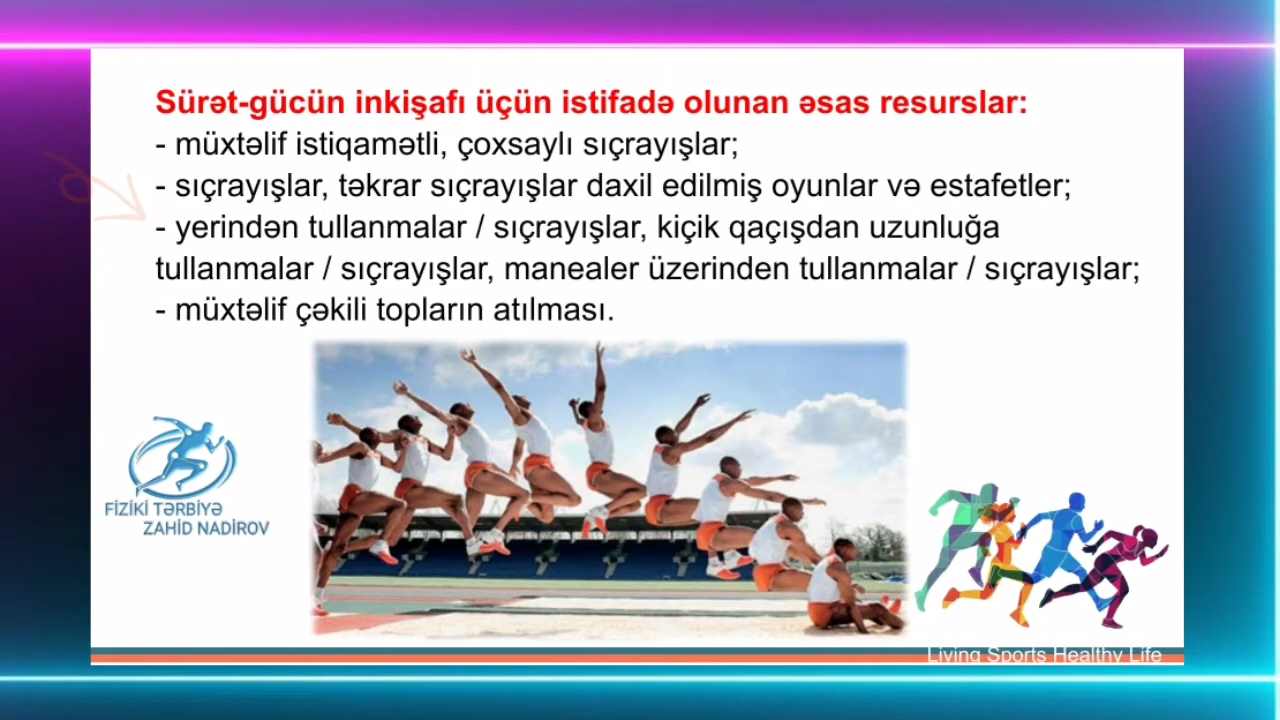 Sürət-gücün inkişafı üçün istifadə olunan əsas resurslar:
- müxtəlif istiqamətli, çoxsaylı sıçrayışlar;
- sıçrayışlar, təkrar sıçrayışlar daxil edilmiş oyunlar və estafetler;
- yerindən tullanmalar / sıçrayışlar, kiçik qaçışdan uzunluğa
tullanmalar / sıçrayışlar, manealer üzerinden tullanmalar / sıçrayışlar;
- müxtəlif çəkili topların atılması.
FİZİKİ TƏRBİYƏ
ZAHİD NADİROV
Living Sports Healthy Life